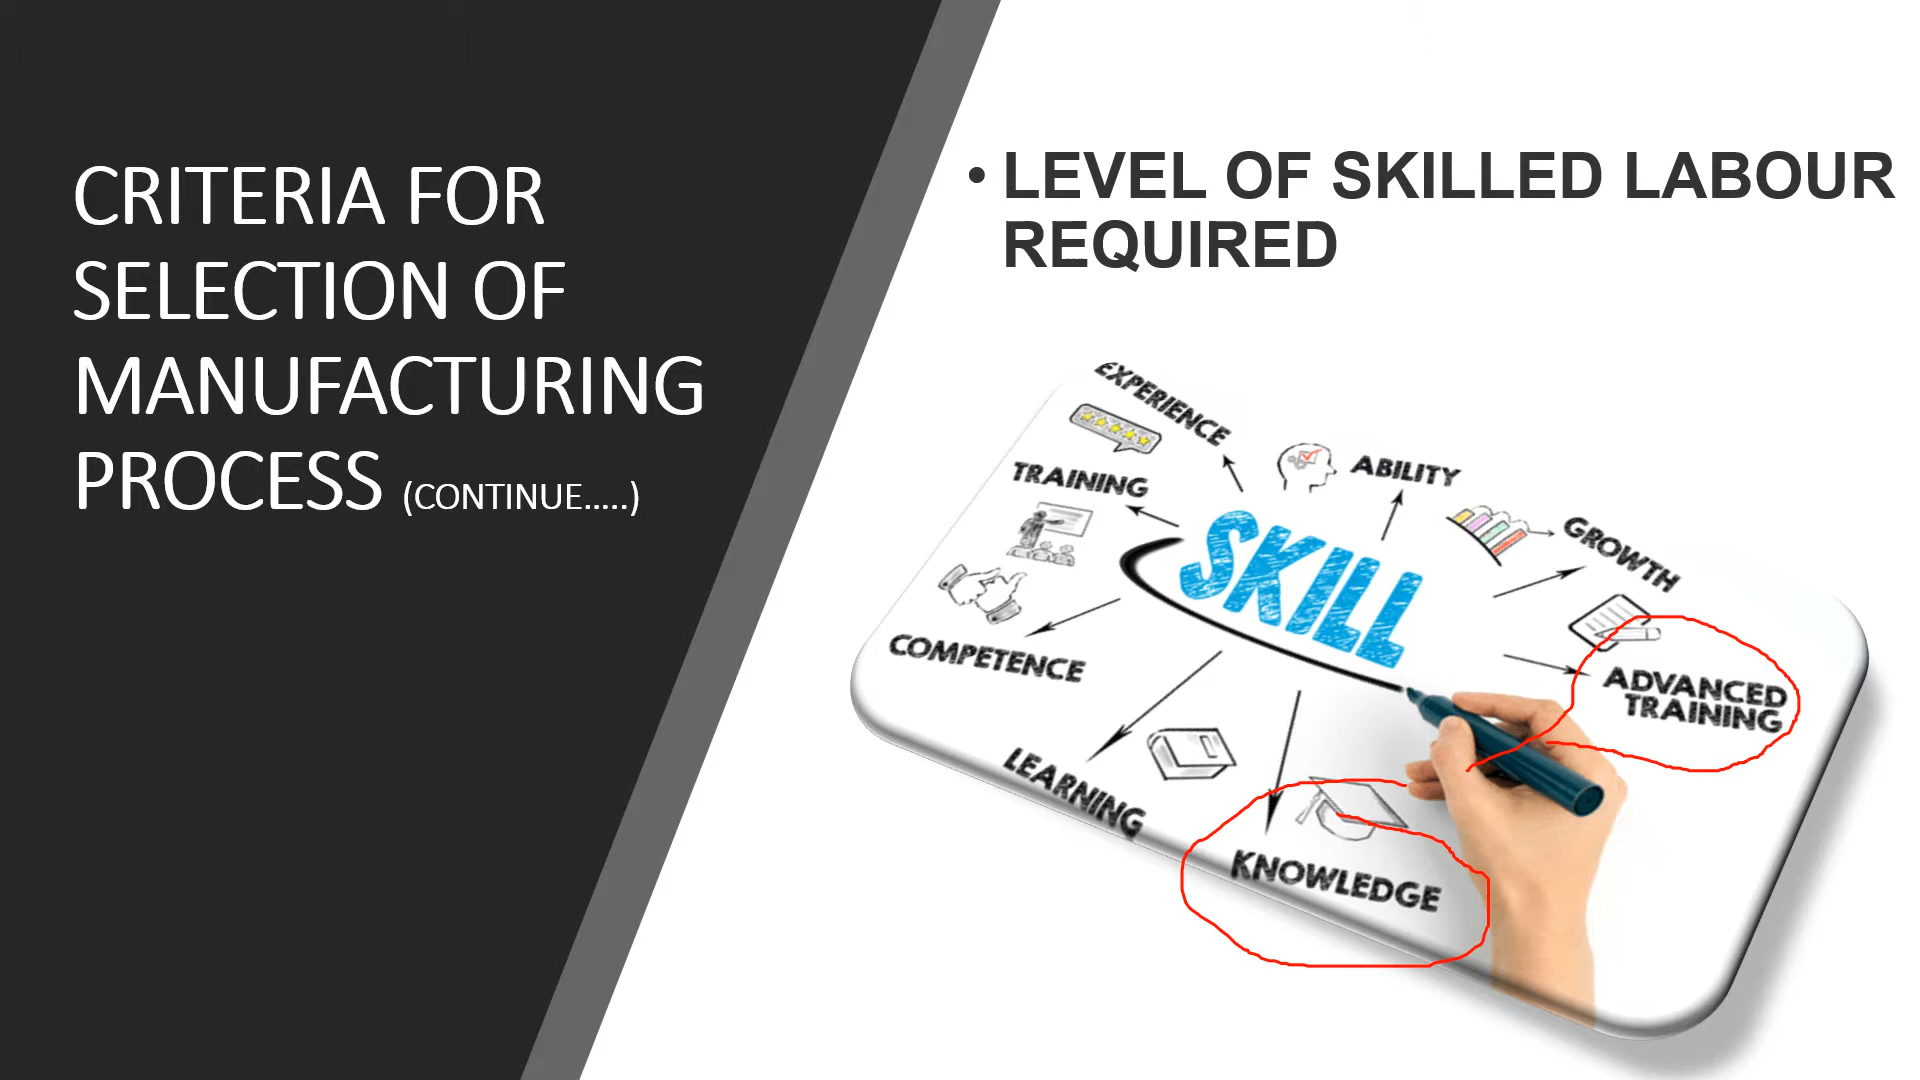 CRITERIA FOR
SELECTION OF
MANUFACTURING
PROCESS (CONTINUE.....)
• LEVEL OF SKILLED LABOUR
REQUIRED
EXPERIENCE
ABILITY
TRAINING
GROWTH
SKILL
COMPETENCE
ADVANCED
TRAINING
LEARNING
KNOWLEDGE